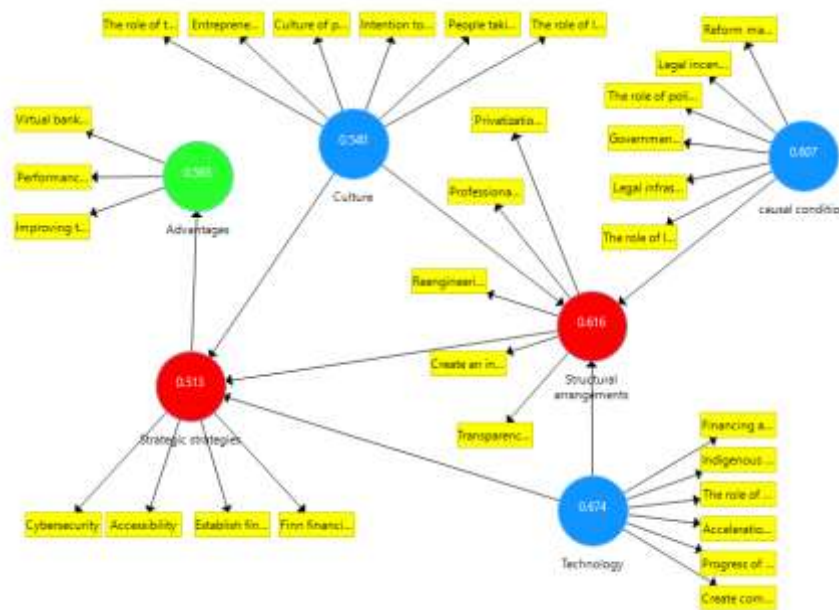 The role of t...
Entreprene...
Culture of p...
Intention to...
People taki...
The role of l...
Reform ma...
Legal incen...
The role of poli...
Governmen...
Legal infras...
The role of l...
0.607
causal conditio
Virtual bank...
Performanc...
Improving t...
Advantages
Culture
Privatizatio...
Professiona...
Reengineeri...
Create an in...
Transparenc...
0.616
Structural
arrangements
0.513
Strategic strategies
Cybersecurity
Accessibility
Establish fin...
Finn financi...
0.674
Technology
Financing a...
Indigenous ...
The role of ...
Acceleratio...
Progress of ...
Create com...